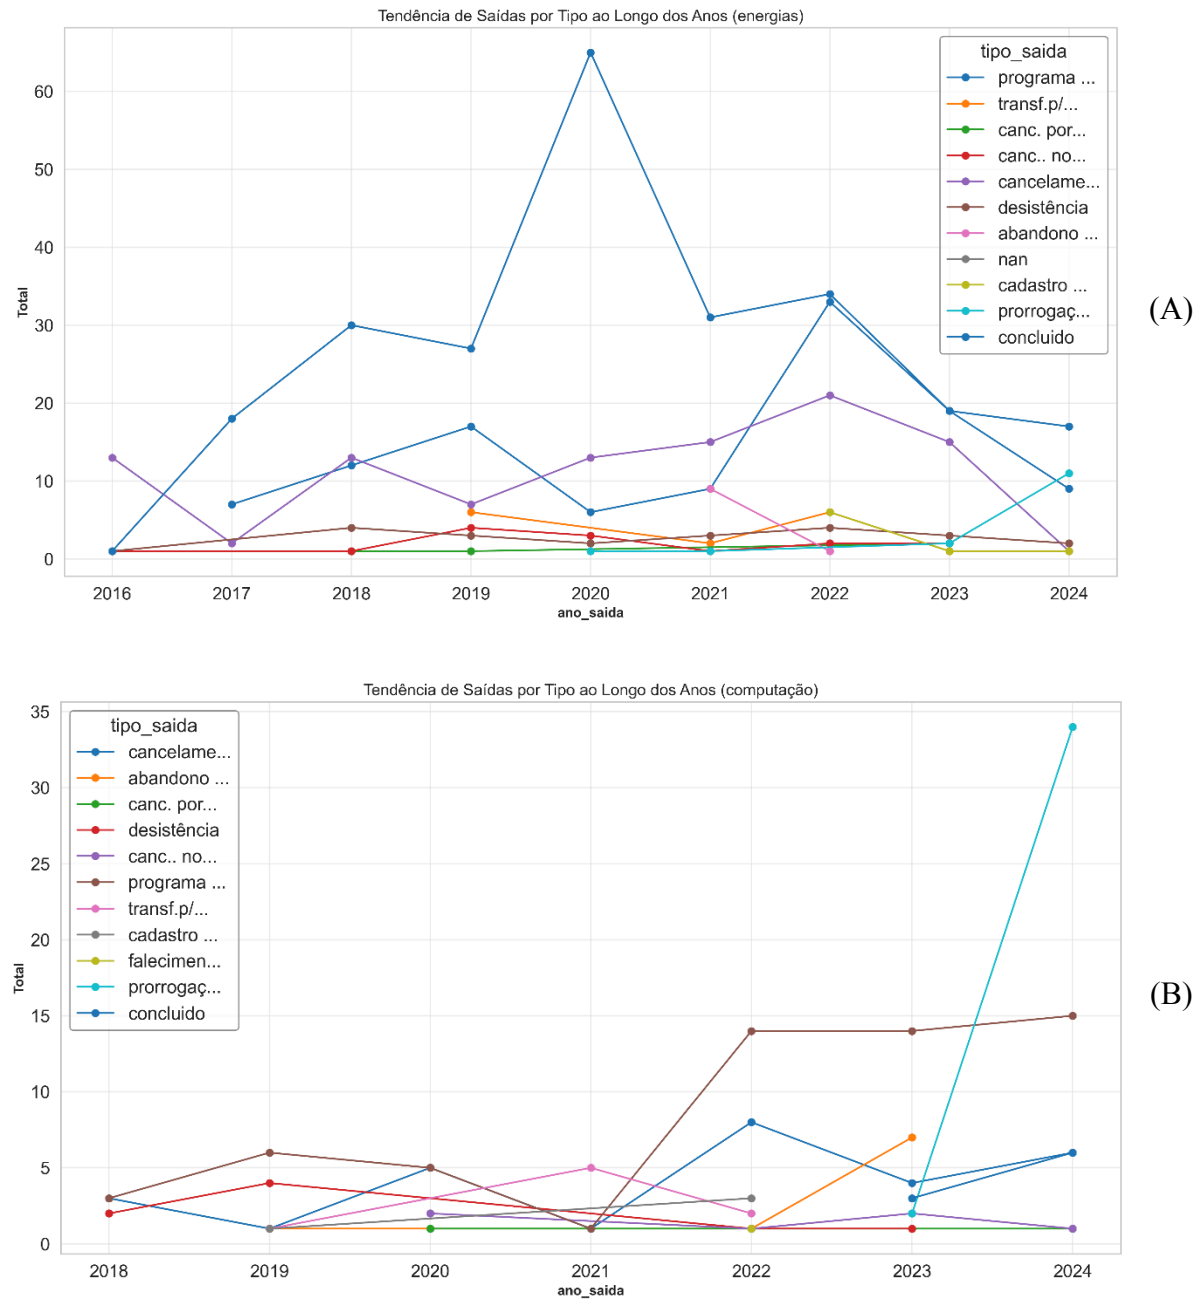 Tendência de Saídas por Tipo ao Longo dos Anos (energias)
60
50
40
30
20
10
0
Total
tipo_saida
programa ...
transf.p/...
canc. por...
canc.. no...
cancelame...
desistência
abandono ...
nan
cadastro ...
prorrogaç...
concluido
(A)
2016 2017 2018 2019 2020 2021 2022 2023 2024
ano_saida
Tendência de Saídas por Tipo ao Longo dos Anos (computação)
35
30
25
20
15
10
5
0
Total
tipo_saida
cancelame...
abandono ...
canc. por...
desistência
canc.. no...
programa ...
transf.p/...
cadastro ...
falecimen...
prorrogaç...
concluido
(B)
2018 2019 2020 2021 2022 2023 2024
ano_saida